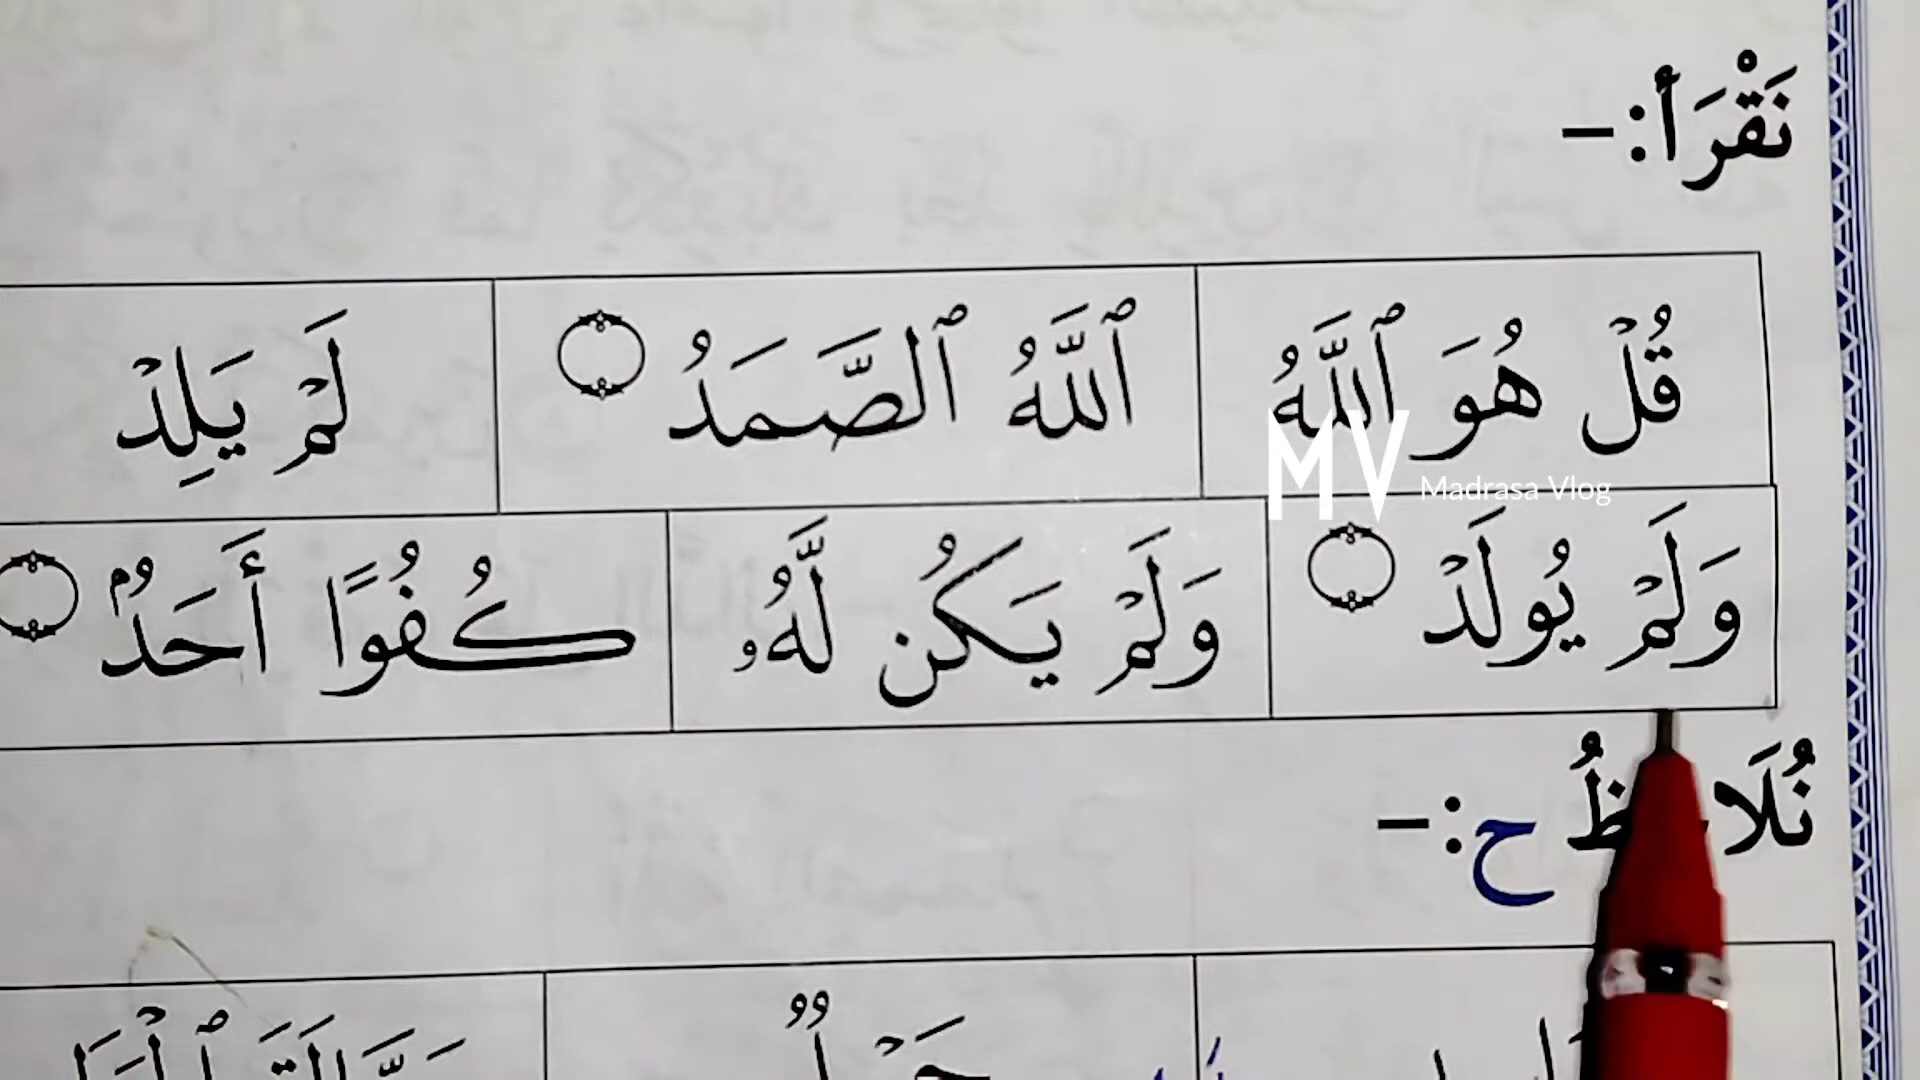 نَقْرَأ:-
قُلۡ هُوَ ٱللَّهُ ٱللَّهُ ٱلصَّمَدُ لَمۡ يَلِدۡ
MV Madrasa Vlog
وَلَمۡ يُولَدۡ وَلَمۡ يَكُن لَّهُۥ كُفُوًا أَحَدُۢ
ح:-